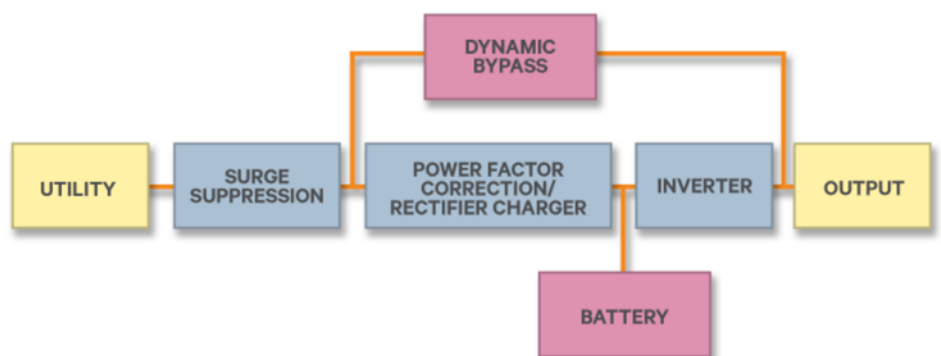 DYNAMIC
BYPASS
UTILITY
SURGE
SUPPRESSION
POWER FACTOR
CORRECTION/
RECTIFIER CHARGER
INVERTER
OUTPUT
BATTERY